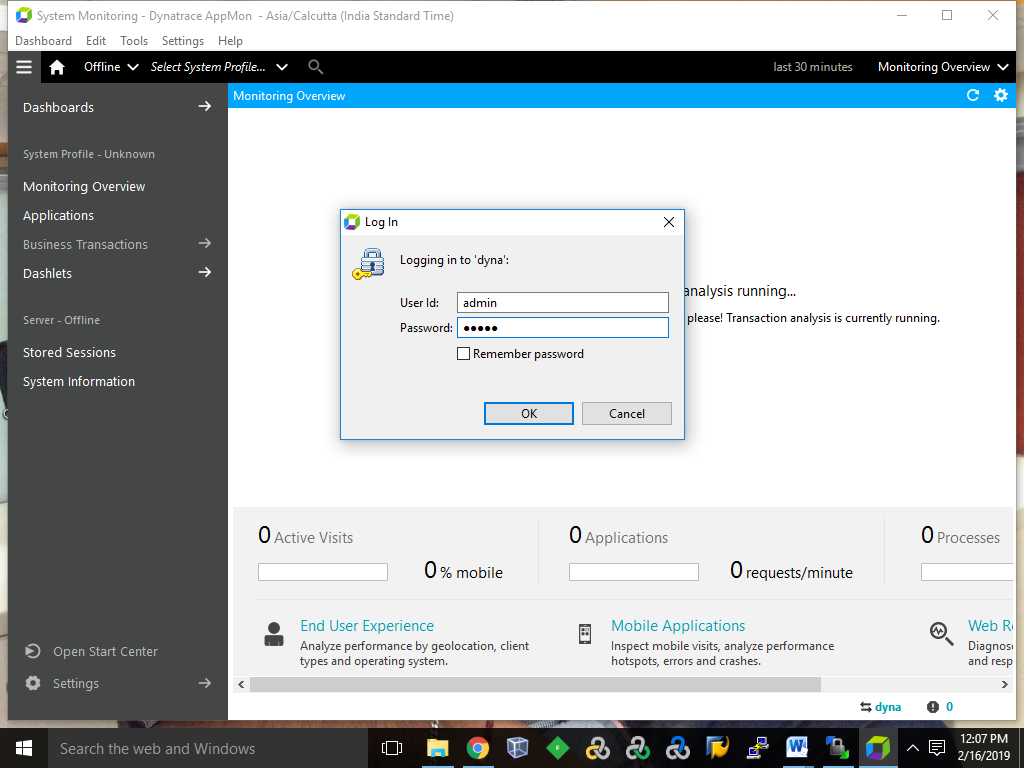 System Monitoring - Dynatrace AppMon - Asia/Calcutta (India Standard Time)
Dashboard Edit Tools Settings Help
Offline Select System Profile... last 30 minutes Monitoring Overview
Dashboards
Monitoring Overview
System Profile - Unknown
Monitoring Overview
Applications
Business Transactions
Dashlets
Server - Offline
Stored Sessions
System Information
Open Start Center
Settings
Log In
Logging in to 'dyna':
User Id: admin
Password: ●●●●●
Remember password
OK Cancel
analysis running...
please! Transaction analysis is currently running.
0 Active Visits
0 % mobile
0 Applications
0 requests/minute
0 Processes
End User Experience
Analyze performance by geolocation, client
types and operating system.
Mobile Applications
Inspect mobile visits, analyze performance
hotspots, errors and crashes.
Web R
Diagnos
and resp
dyna 0
Search the web and Windows
12:07 PM
2/16/2019